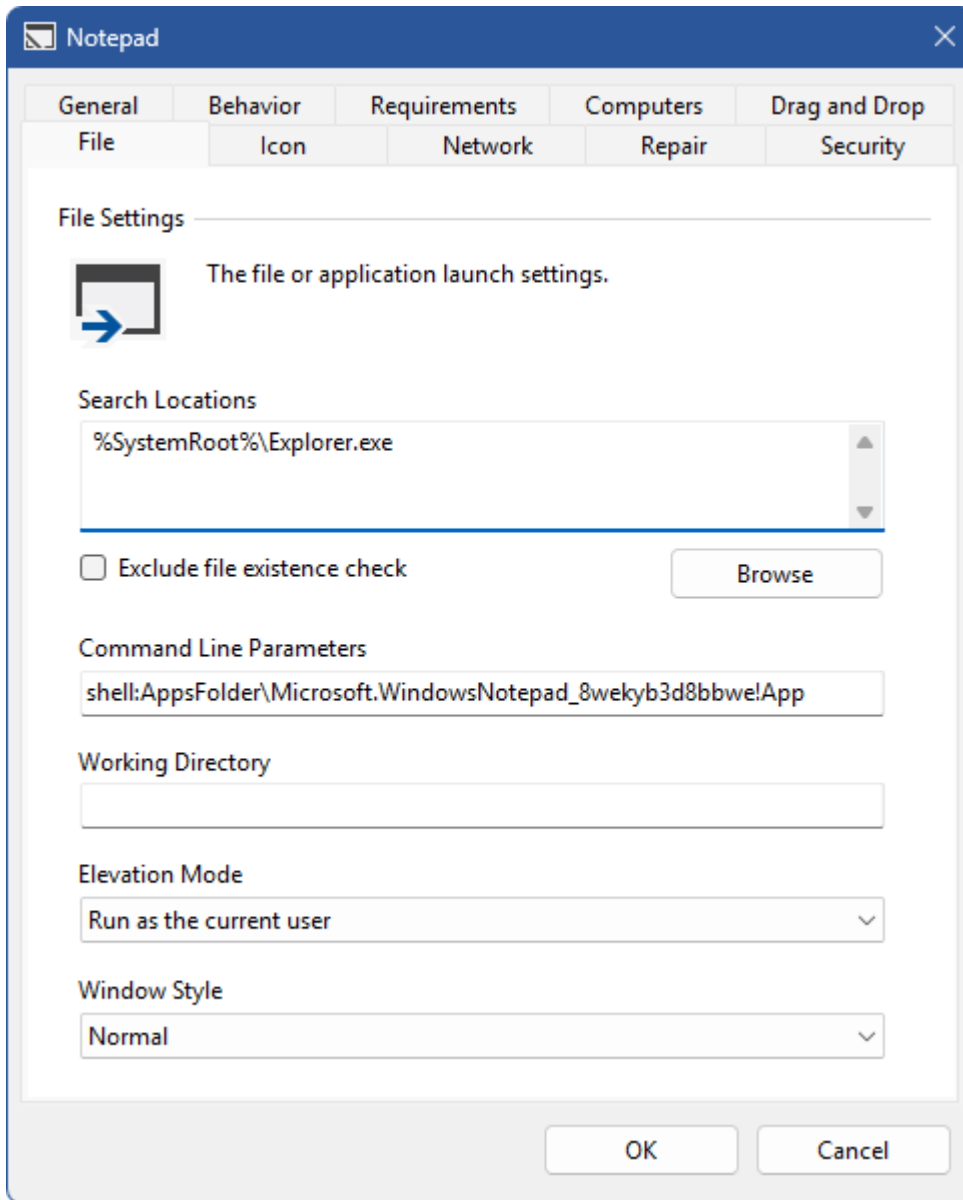 Notepad
General Behavior Requirements Computers Drag and Drop
File Icon Network Repair Security
File Settings
The file or application launch settings.
Search Locations
%SystemRoot%\Explorer.exe
Exclude file existence check
Browse
Command Line Parameters
shell:AppsFolder\Microsoft.WindowsNotepad_8wekyb3d8bbwe!App
Working Directory
Elevation Mode
Run as the current user
Window Style
Normal
OK Cancel